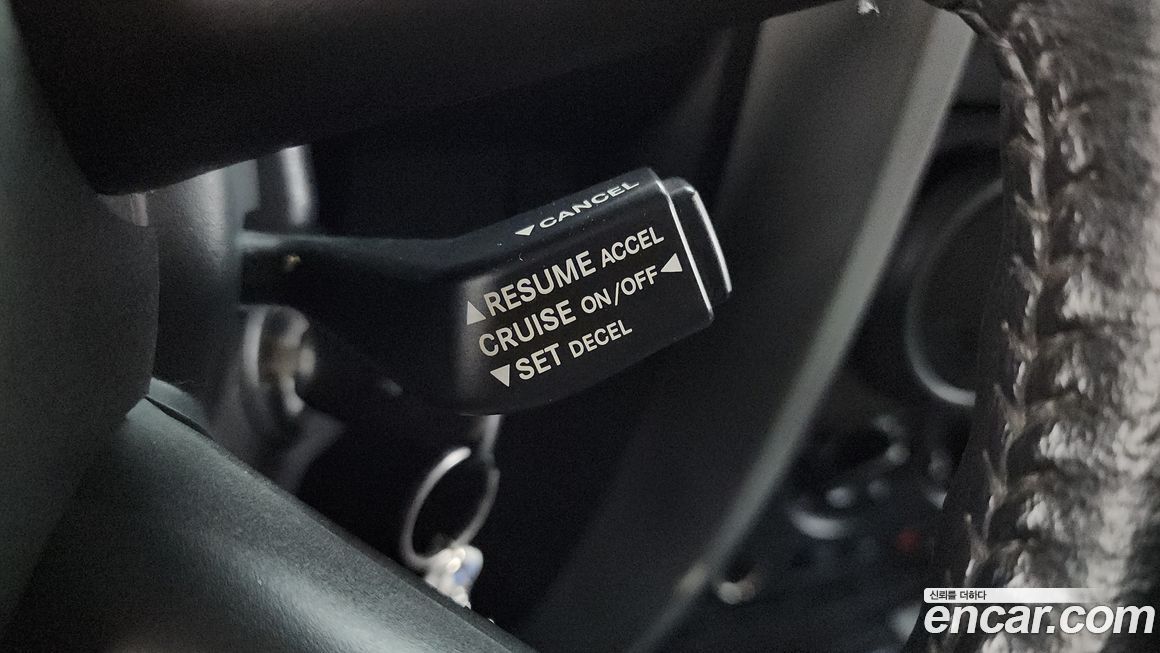 ▼CANCEL
▲RESUME ACCEL
CRUISE ON/OFF◀
▼SET DECEL
신뢰를 더하다
encar.com